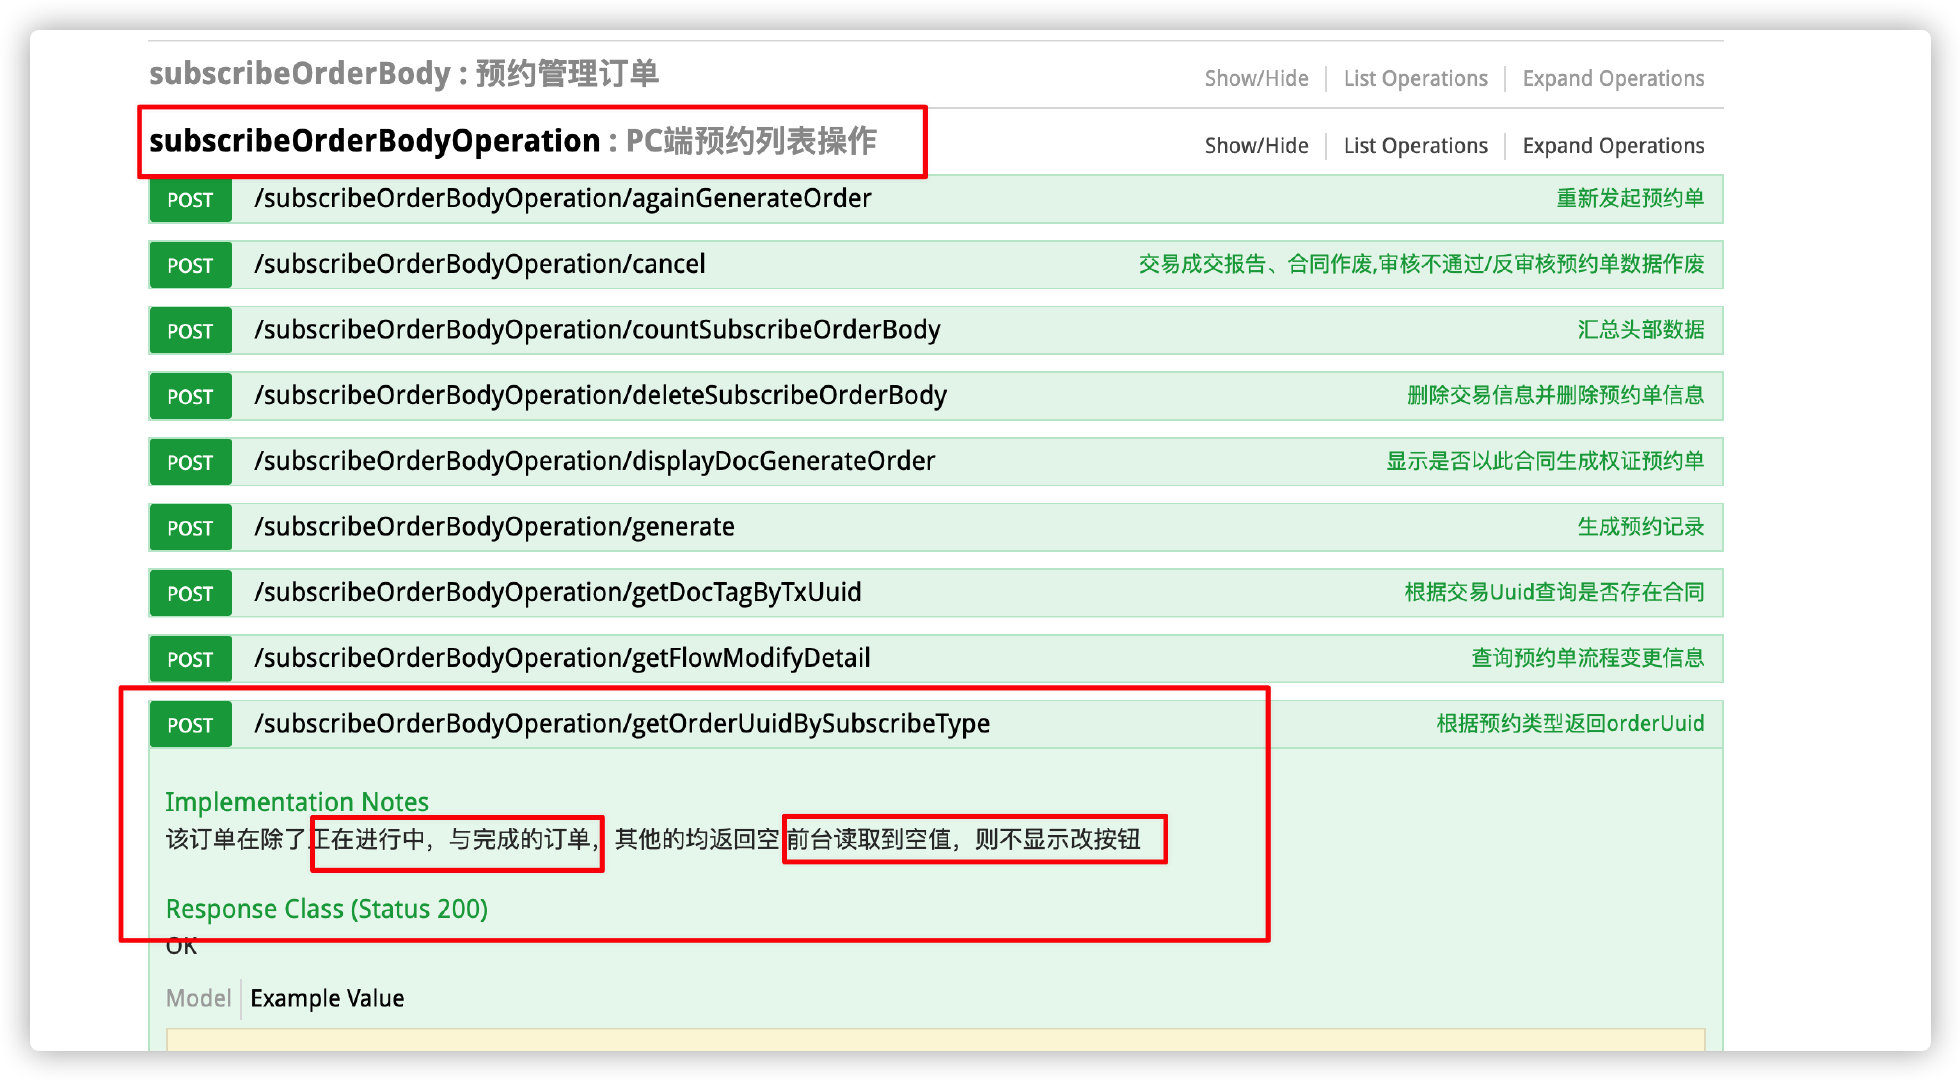 subscribeOrderBody : 预约管理订单 Show/Hide List Operations Expand Operations
subscribeOrderBodyOperation : PC端预约列表操作 Show/Hide List Operations Expand Operations
POST /subscribeOrderBodyOperation/againGenerateOrder 重新发起预约单
POST /subscribeOrderBodyOperation/cancel 交易成交报告、合同作废,审核不通过/反审核预约单数据作废
POST /subscribeOrderBodyOperation/countSubscribeOrderBody 汇总头部数据
POST /subscribeOrderBodyOperation/deleteSubscribeOrderBody 删除交易信息并删除预约单信息
POST /subscribeOrderBodyOperation/displayDocGenerateOrder 显示是否以此合同生成权证预约单
POST /subscribeOrderBodyOperation/generate 生成预约记录
POST /subscribeOrderBodyOperation/getDocTagByTxUuid 根据交易Uuid查询是否存在合同
POST /subscribeOrderBodyOperation/getFlowModifyDetail 查询预约单流程变更信息
POST /subscribeOrderBodyOperation/getOrderUuidBySubscribeType 根据预约类型返回orderUuid
Implementation Notes
该订单在除了正在进行中，与完成的订单，其他的均返回空 前台读取到空值，则不显示改按钮
Response Class (Status 200)
OK
Model Example Value